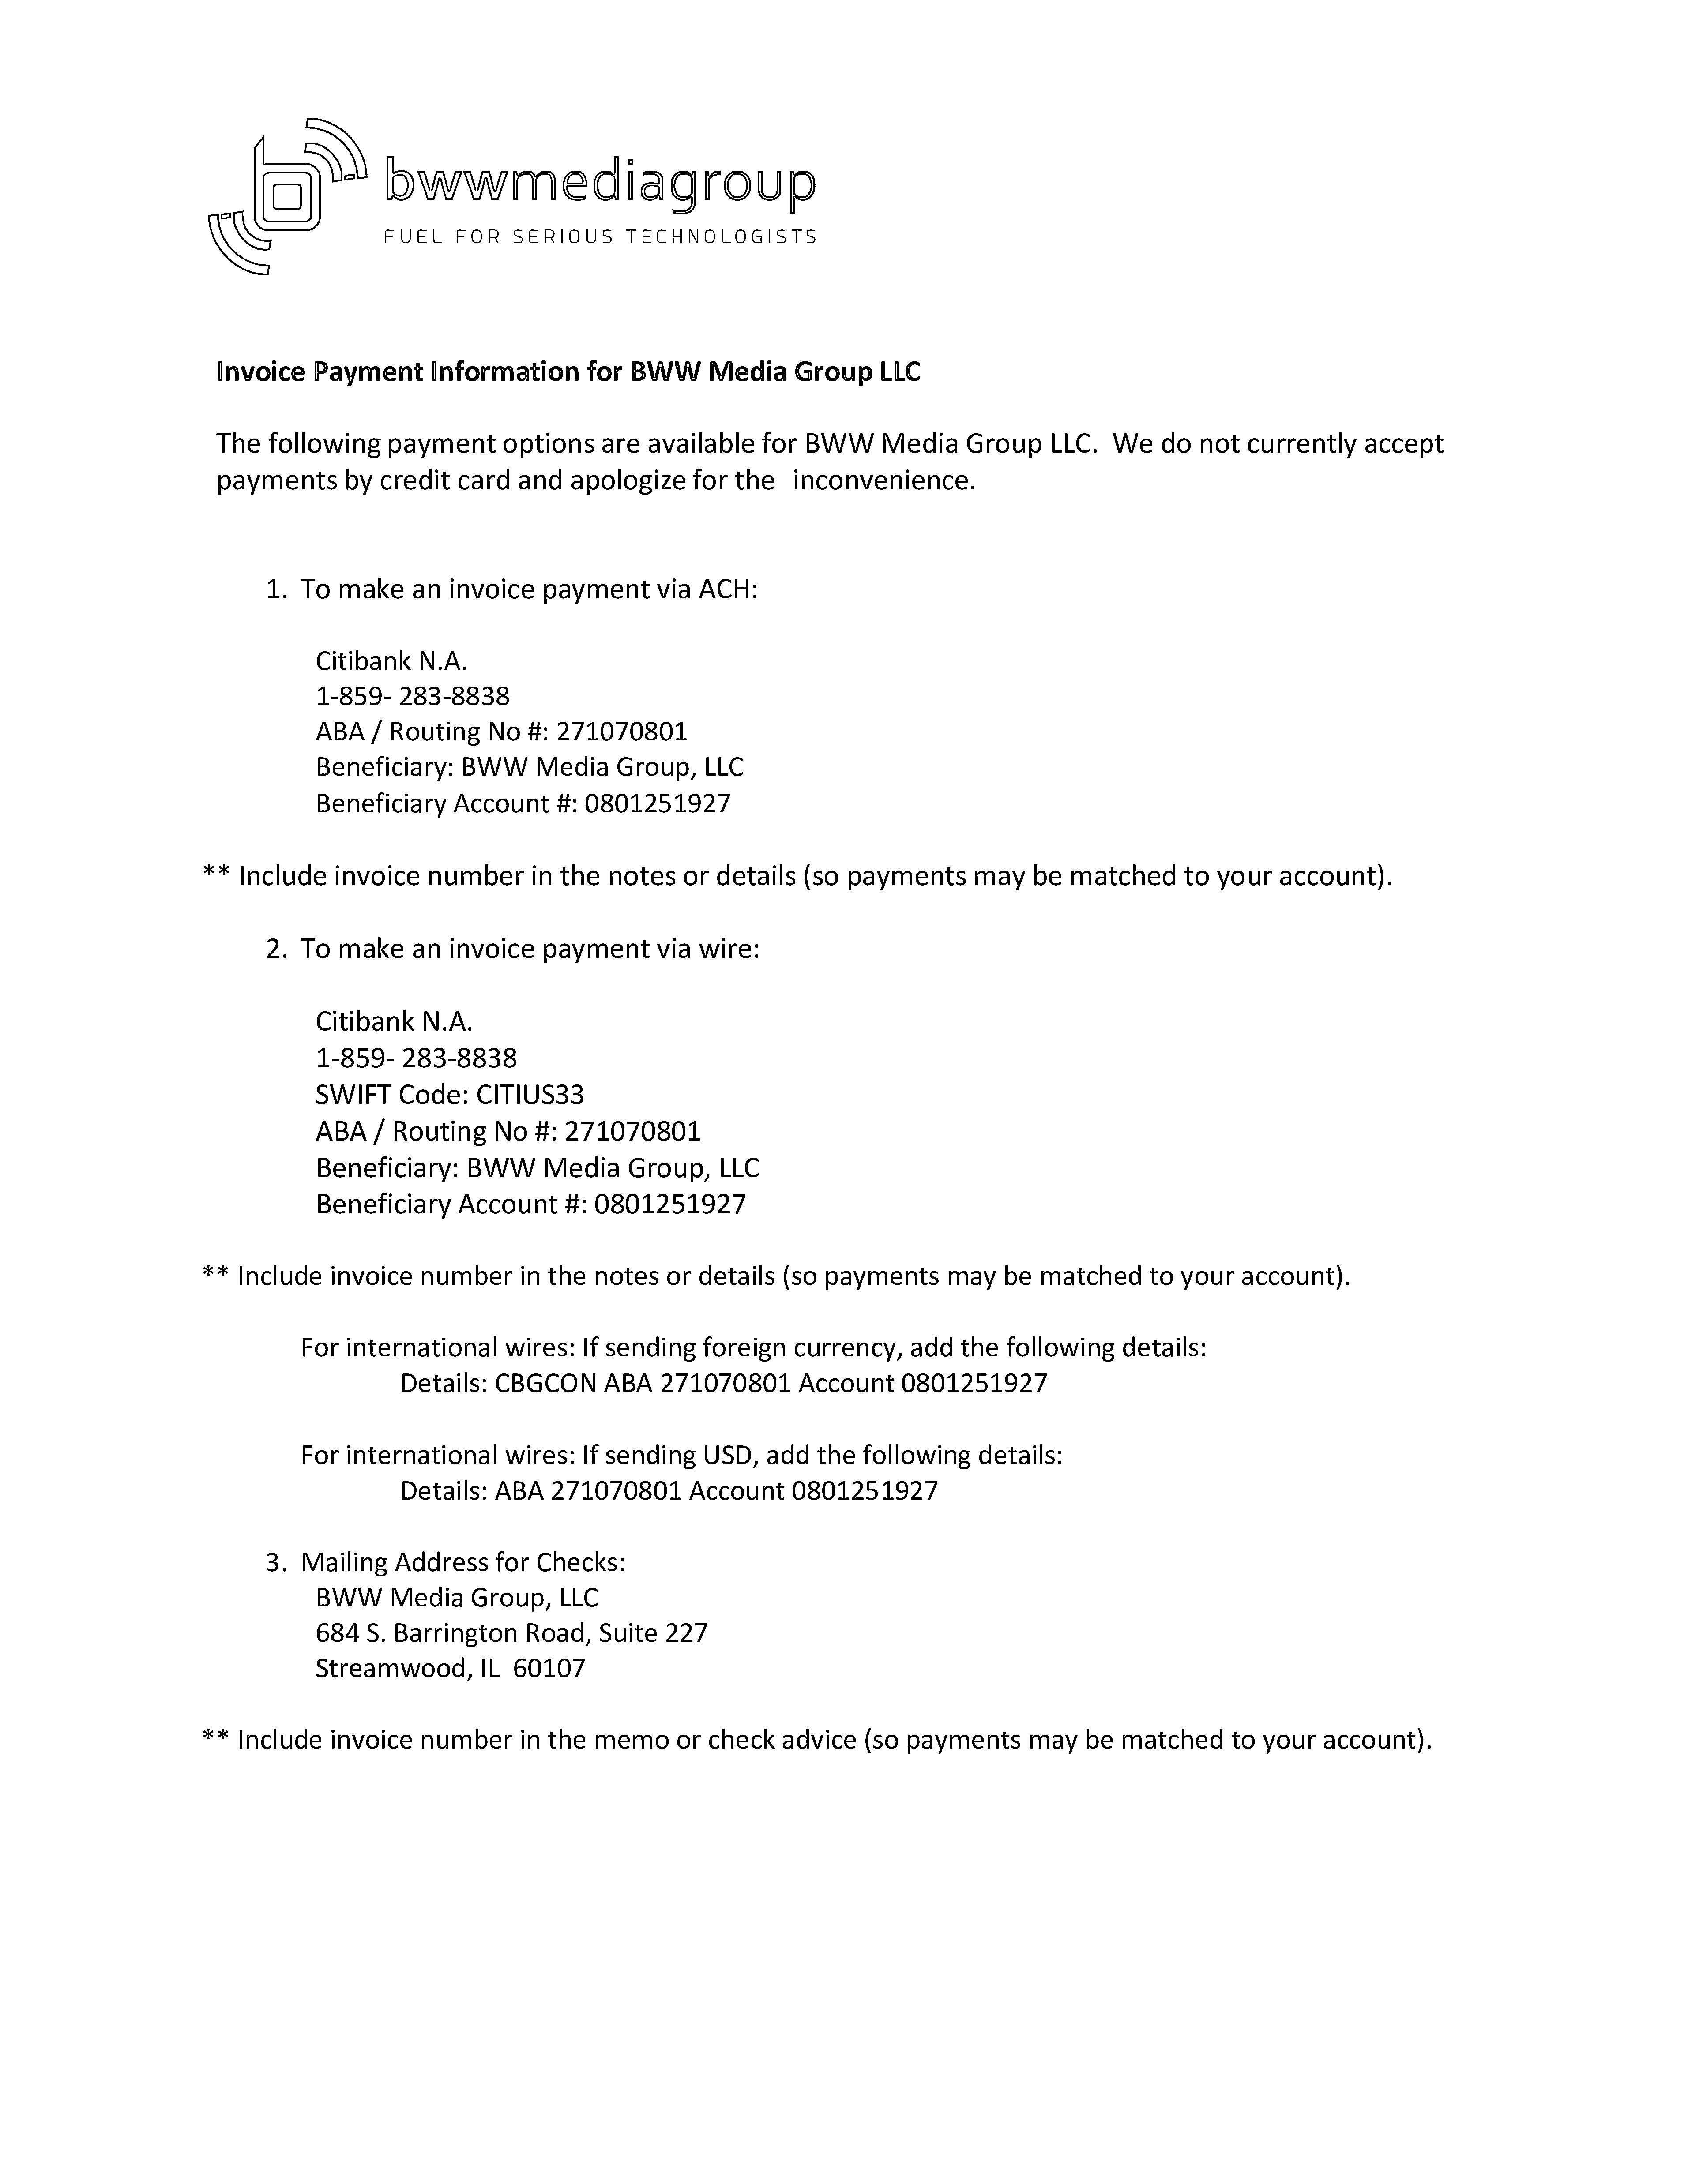 bwwmediagroup
FUEL FOR SERIOUS TECHNOLOGISTS
Invoice Payment Information for BWW Media Group LLC
The following payment options are available for BWW Media Group LLC.  We do not currently accept
payments by credit card and apologize for the  inconvenience.
1. To make an invoice payment via ACH:
Citibank N.A.
1-859- 283-8838
ABA / Routing No #: 271070801
Beneficiary: BWW Media Group, LLC
Beneficiary Account #: 0801251927
** Include invoice number in the notes or details (so payments may be matched to your account).
2. To make an invoice payment via wire:
Citibank N.A.
1-859- 283-8838
SWIFT Code: CITIUS33
ABA / Routing No #: 271070801
Beneficiary: BWW Media Group, LLC
Beneficiary Account #: 0801251927
** Include invoice number in the notes or details (so payments may be matched to your account).
For international wires: If sending foreign currency, add the following details:
Details: CBGCON ABA 271070801 Account 0801251927
For international wires: If sending USD, add the following details:
Details: ABA 271070801 Account 0801251927
3. Mailing Address for Checks:
BWW Media Group, LLC
684 S. Barrington Road, Suite 227
Streamwood, IL  60107
** Include invoice number in the memo or check advice (so payments may be matched to your account).